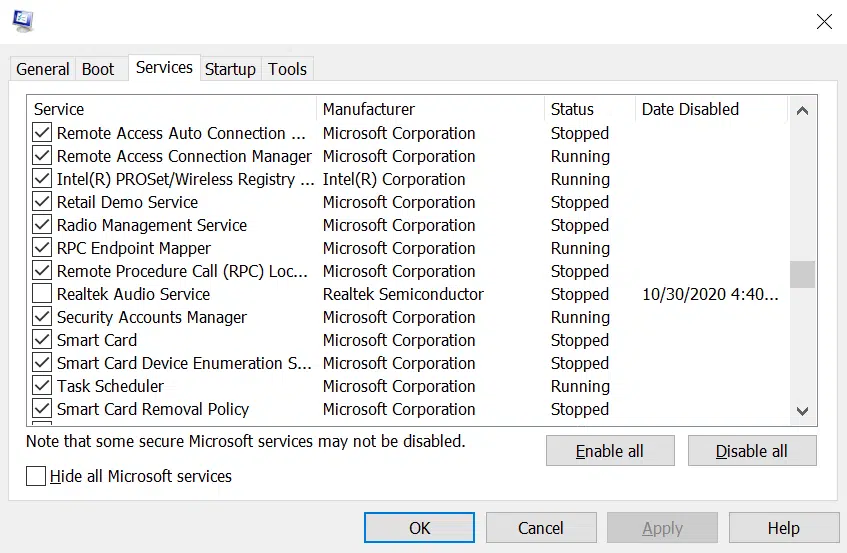 General Boot Services Startup Tools
Service Manufacturer Status Date Disabled
Remote Access Auto Connection ... Microsoft Corporation Stopped
Remote Access Connection Manager Microsoft Corporation Running
Intel(R) PROSet/Wireless Registry ... Intel(R) Corporation Running
Retail Demo Service Microsoft Corporation Stopped
Radio Management Service Microsoft Corporation Stopped
RPC Endpoint Mapper Microsoft Corporation Running
Remote Procedure Call (RPC) Loc... Microsoft Corporation Stopped
Realtek Audio Service Realtek Semiconductor Stopped 10/30/2020 4:40...
Security Accounts Manager Microsoft Corporation Running
Smart Card Microsoft Corporation Stopped
Smart Card Device Enumeration S... Microsoft Corporation Stopped
Task Scheduler Microsoft Corporation Running
Smart Card Removal Policy Microsoft Corporation Stopped
Note that some secure Microsoft services may not be disabled.
Enable all Disable all
Hide all Microsoft services
OK Cancel Apply Help